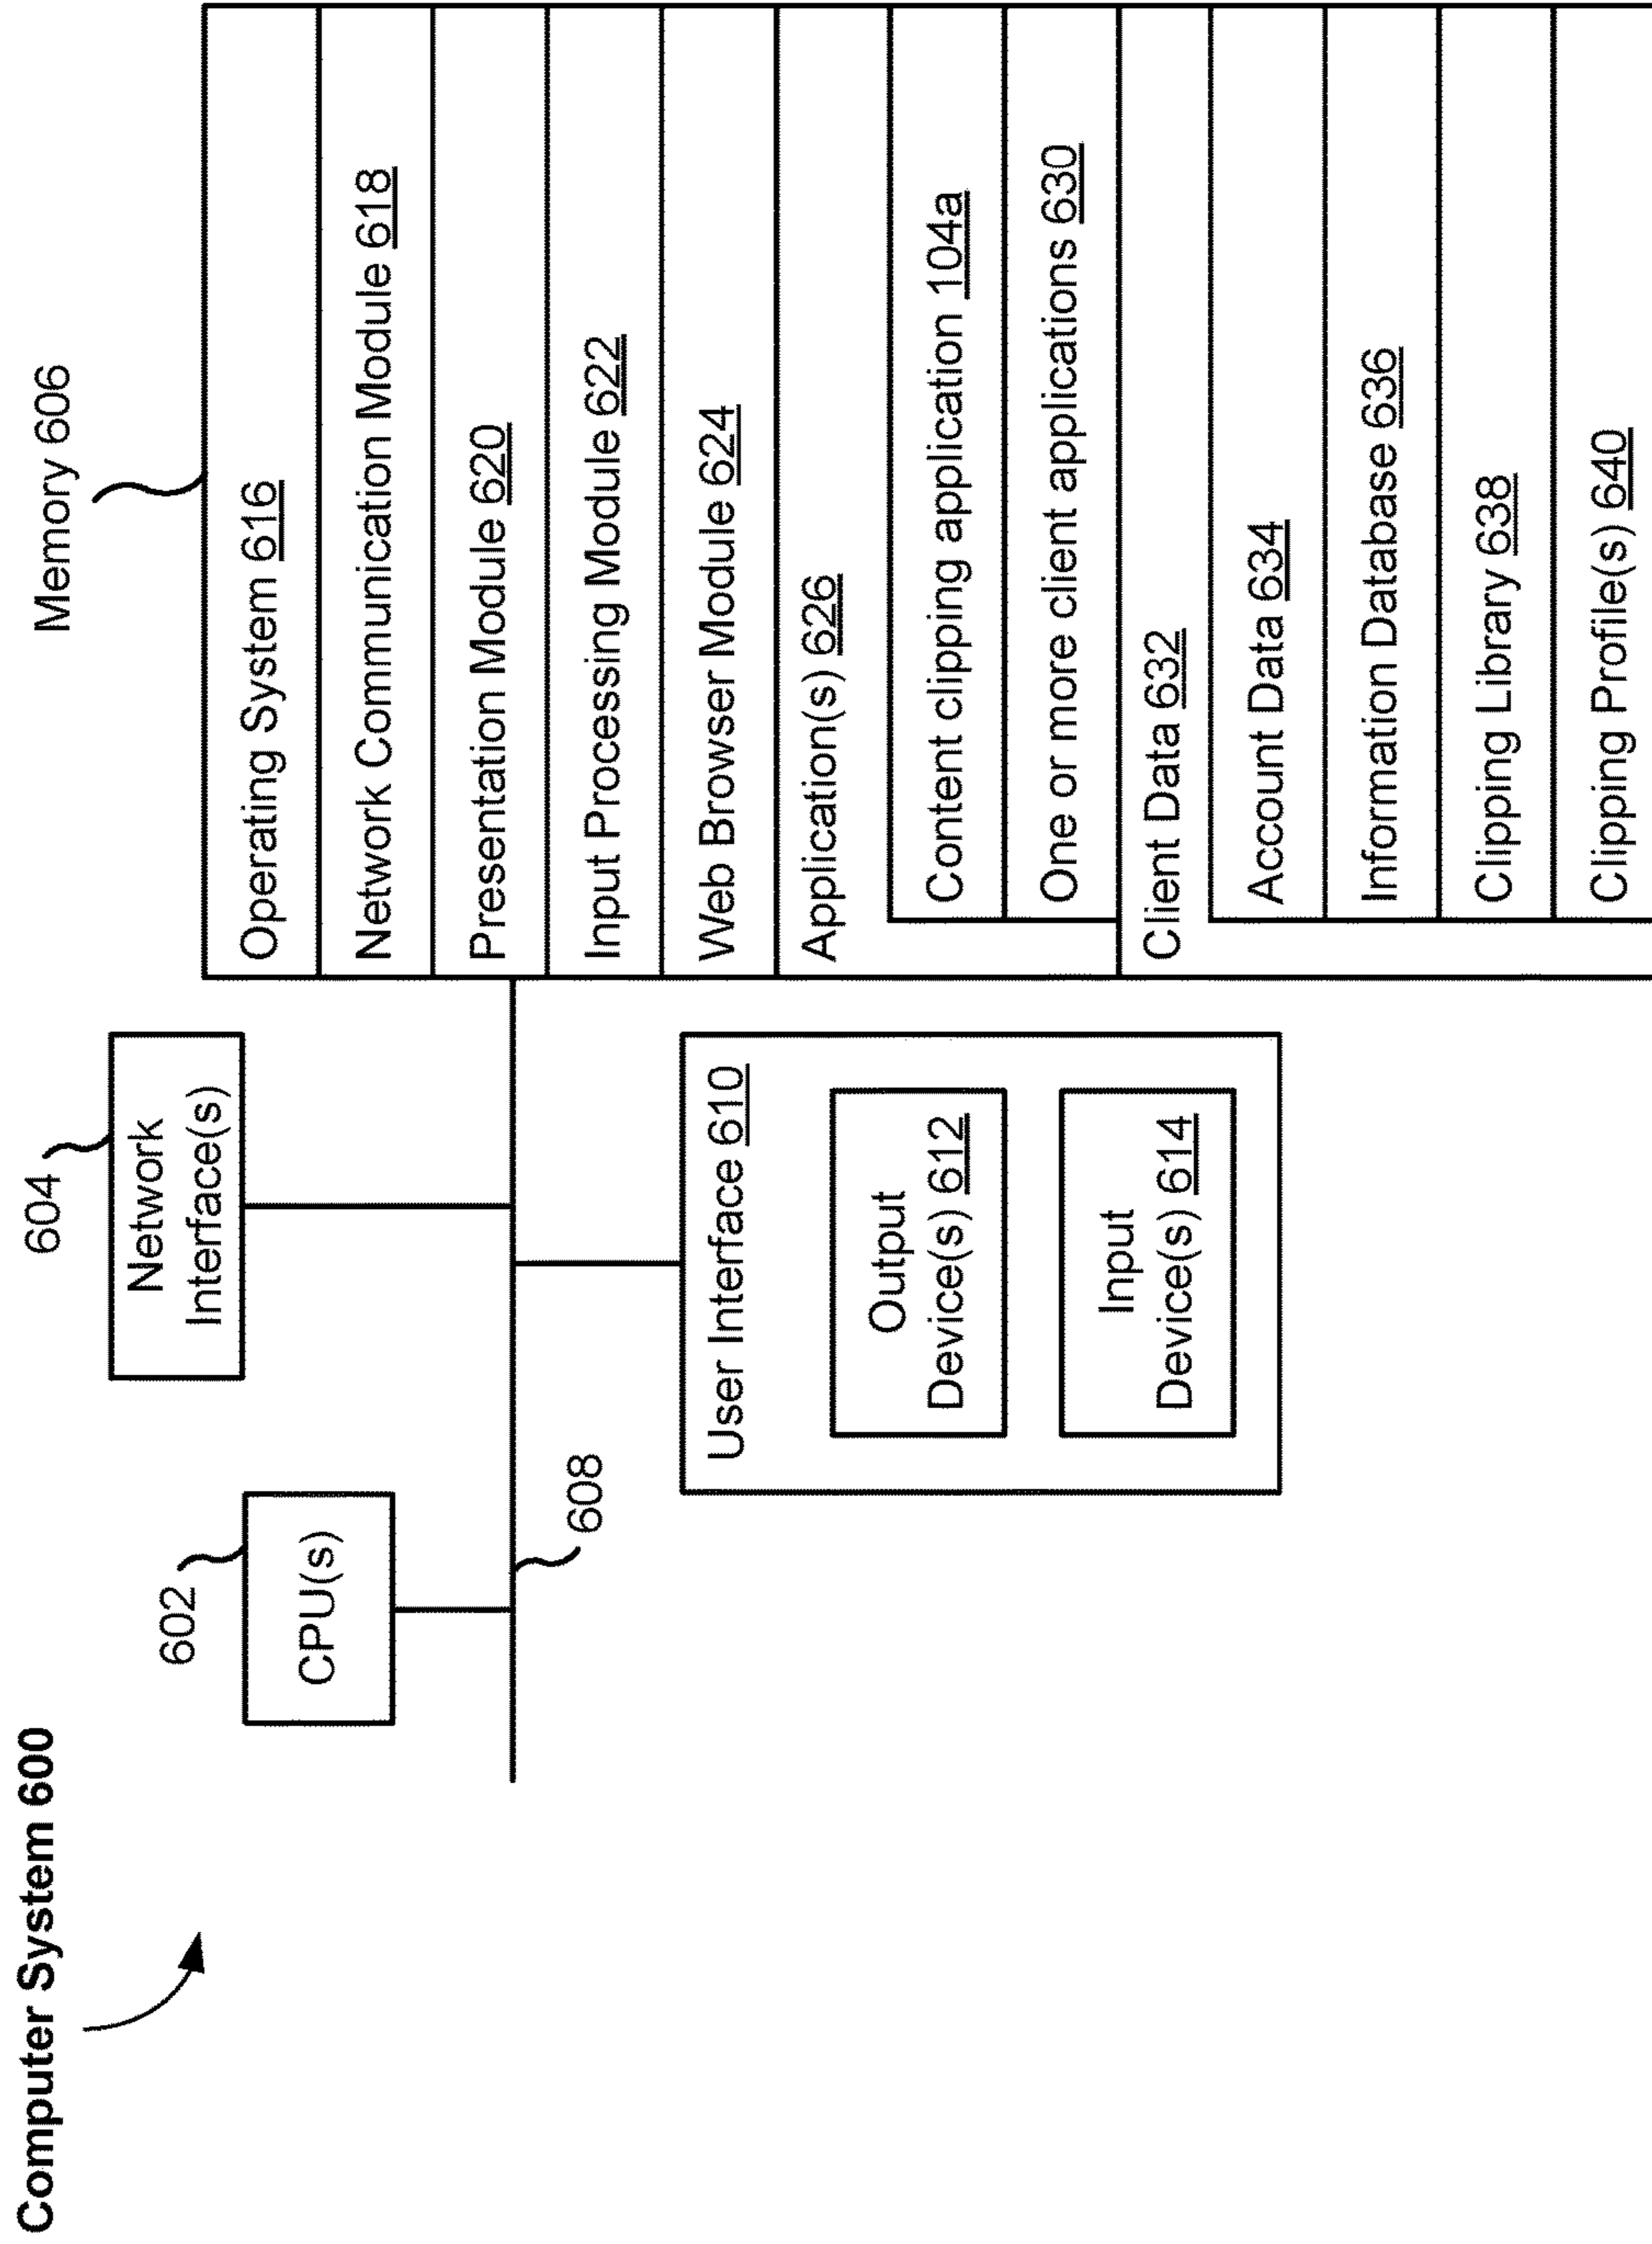 Computer System 600
602
CPU(s)
604
Network
Interface(s)
608
User Interface 610
Output
Device(s) 612
Input
Device(s) 614
Memory 606
Operating System 616
Network Communication Module 618
Presentation Module 620
Input Processing Module 622
Web Browser Module 624
Application(s) 626
Content clipping application 104a
One or more client applications 630
Client Data 632
Account Data 634
Information Database 636
Clipping Library 638
Clipping Profile(s) 640